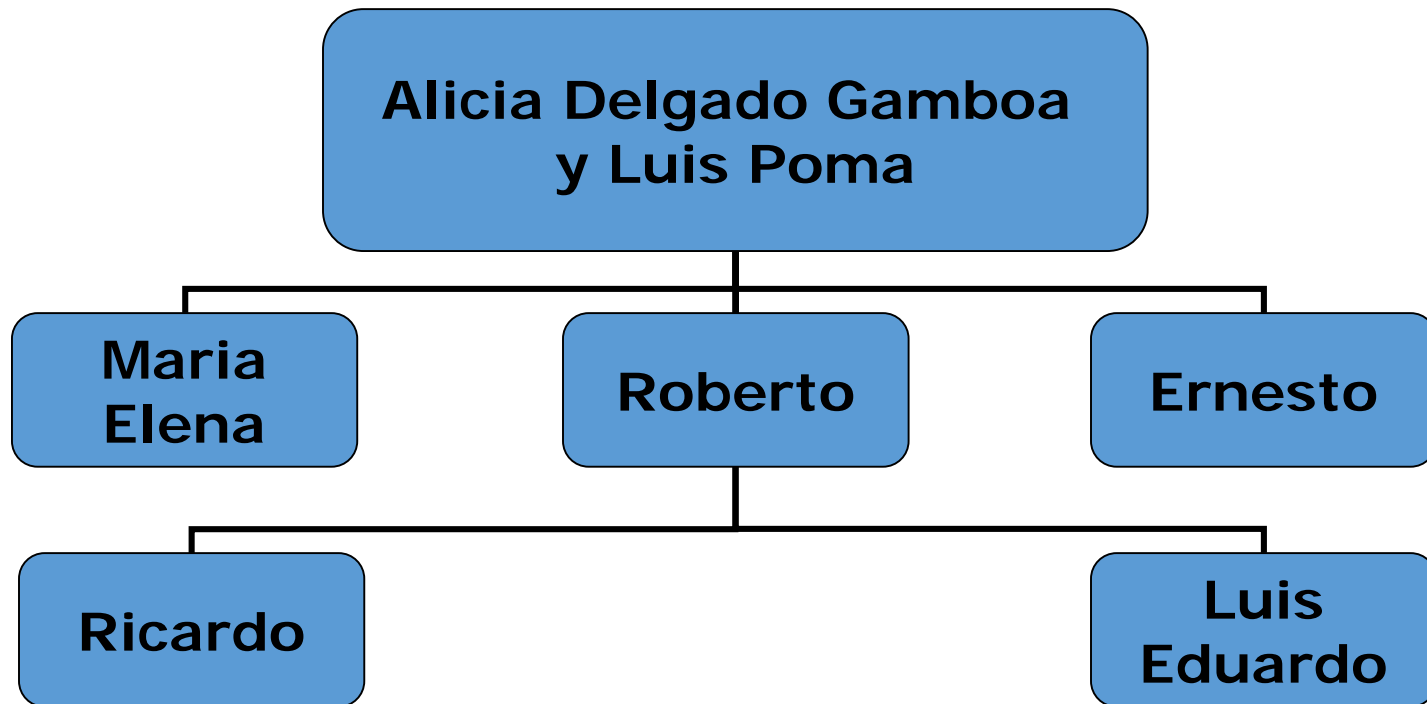 Alicia Delgado Gamboa
y Luis Poma
Maria
Elena
Roberto
Ernesto
Ricardo
Luis
Eduardo